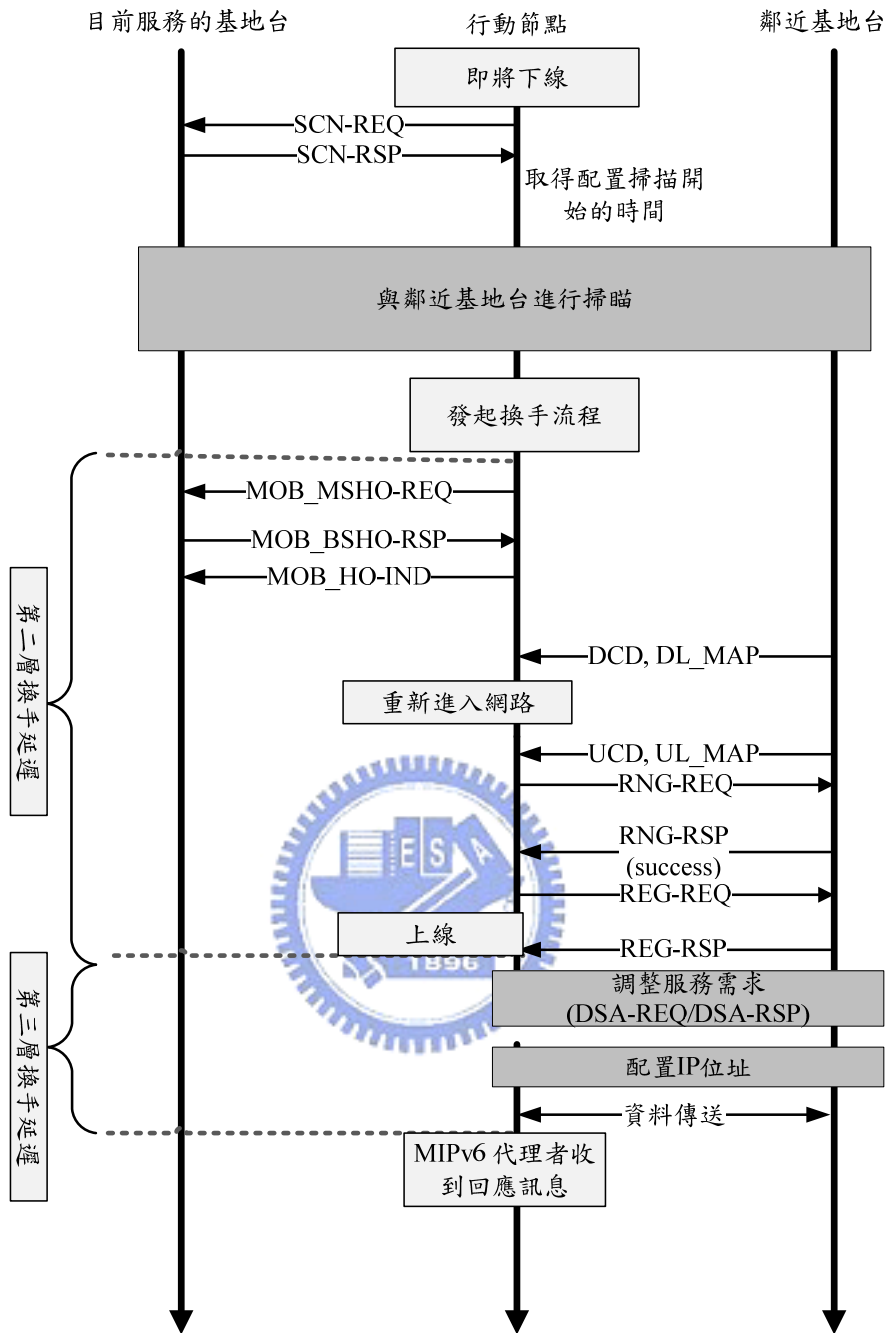 目前服務的基地台
行動節點
鄰近基地台
即將下線
SCN-REQ
SCN-RSP
取得配置掃描開
始的時間
與鄰近基地台進行掃瞄
發起換手流程
MOB_MSHO-REQ
MOB_BSHO-RSP
MOB_HO-IND
第二層換手延遲
DCD, DL_MAP
重新進入網路
UCD, UL_MAP
RNG-REQ
RNG-RSP
(success)
REG-REQ
ESA
上線
REG-RSP
1896
第三層換手延遲
調整服務需求
(DSA-REQ/DSA-RSP)
配置IP位址
資料傳送
MIPv6 代理者收
到回應訊息